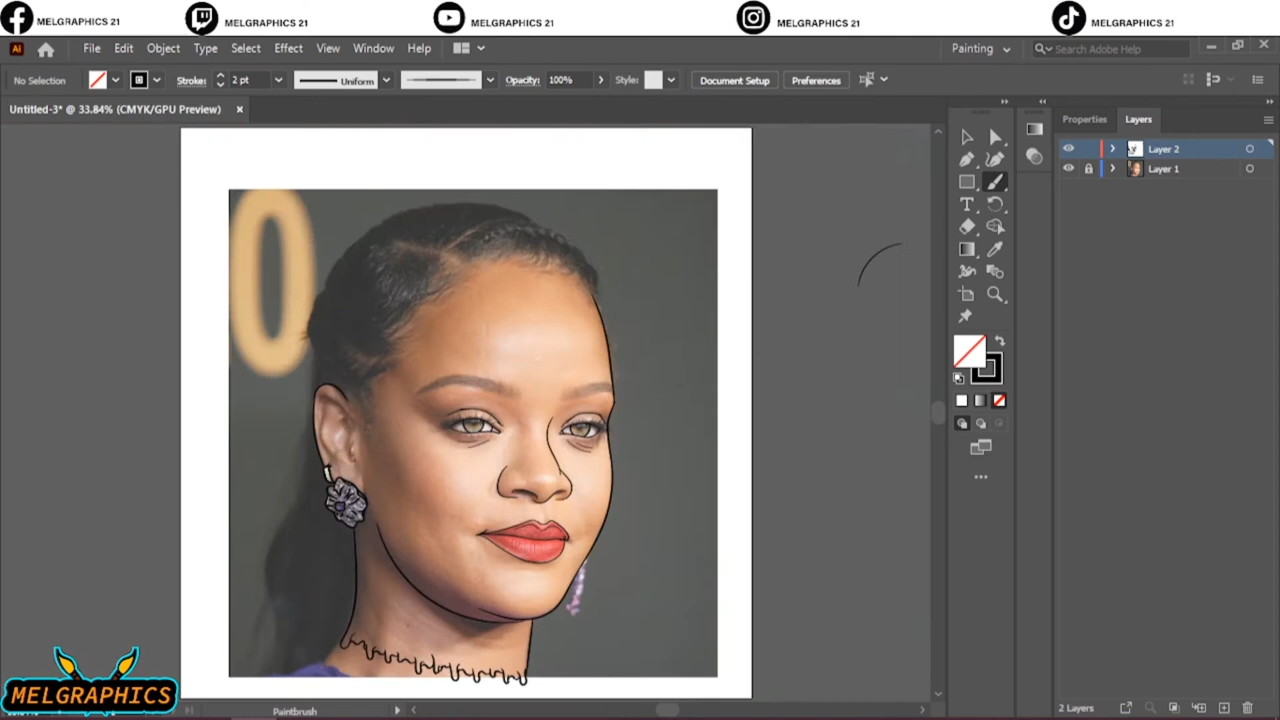 MELGRAPHICS 21
MELGRAPHICS 21
MELGRAPHICS 21
MELGRAPHICS 21
MELGRAPHICS 21
Ai File Edit Object Type Select Effect View Window Help Painting Search Adobe Help
No Selection Stroke: 2 pt Uniform Opacity: 100% Style: Document Setup Preferences
Untitled-3* @ 33.84% (CMYK/GPU Preview) ×
Properties Layers
Layer 2
Layer 1
MELGRAPHICS
Paintbrush
2 Layers